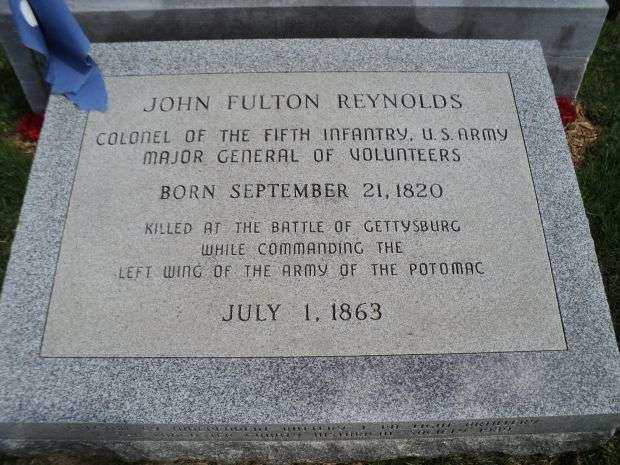 JOHN FULTON REYNOLDS
COLONEL OF THE FIFTH INFANTRY, U.S. ARMY
MAJOR GENERAL OF VOLUNTEERS
BORN SEPTEMBER 21, 1820
KILLED AT THE BATTLE OF GETTYSBURG
WHILE COMMANDING THE
LEFT WING OF THE ARMY OF THE POTOMAC
JULY 1, 1863